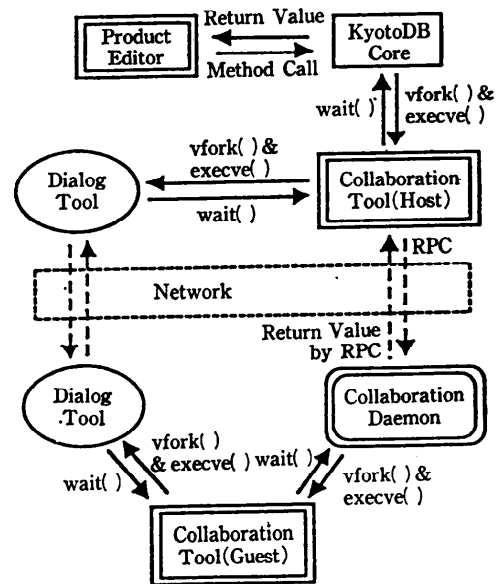 Return Value
Product
Editor
Method Call
KyotoDB
Core
wait( )
vfork( ) &
execve( )
vfork( ) &
execve( )
Dialog
Tool
wait( )
Collaboration
Tool(Host)
RPC
Network
Return Value
by RPC
Dialog
.Tool
Collaboration
Daemon
vfork( )
& execve( )
wait( )
wait( )
vfork( ) &
execve( )
Collaboration
Tool(Guest)